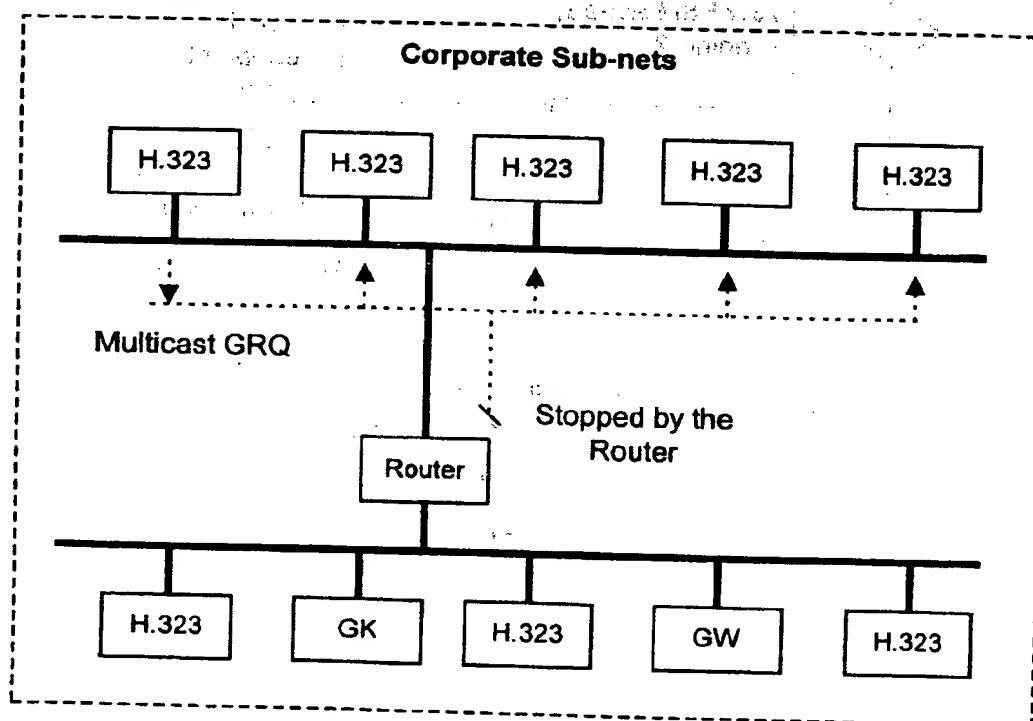 Corporate Sub-nets
H.323 H.323 H.323 H.323 H.323
Multicast GRQ
Stopped by the
Router
Router
H.323 GK H.323 GW H.323